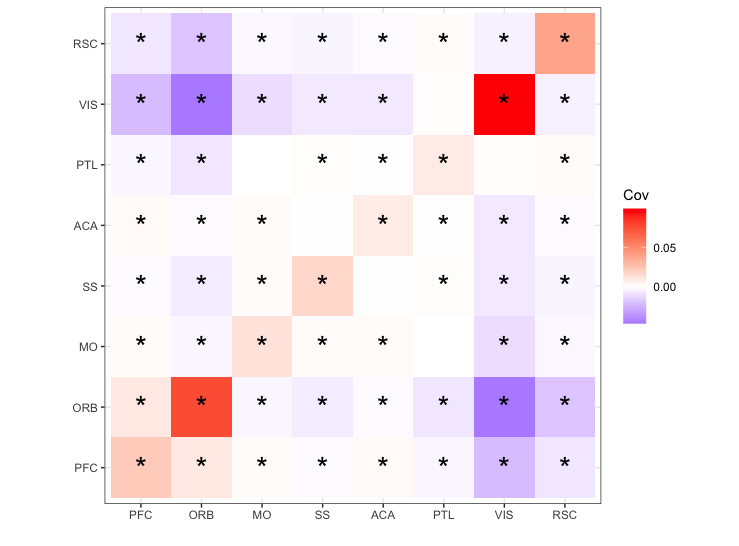 RSC * * * * * * * *
VIS * * * * * * *
PTL * * * * * *
ACA * * * * * * *
SS * * * * * * *
MO * * * * * * *
ORB * * * * * * * *
PFC * * * * * * * *
PFC ORB MO SS ACA PTL VIS RSC
Cov
0.05
0.00